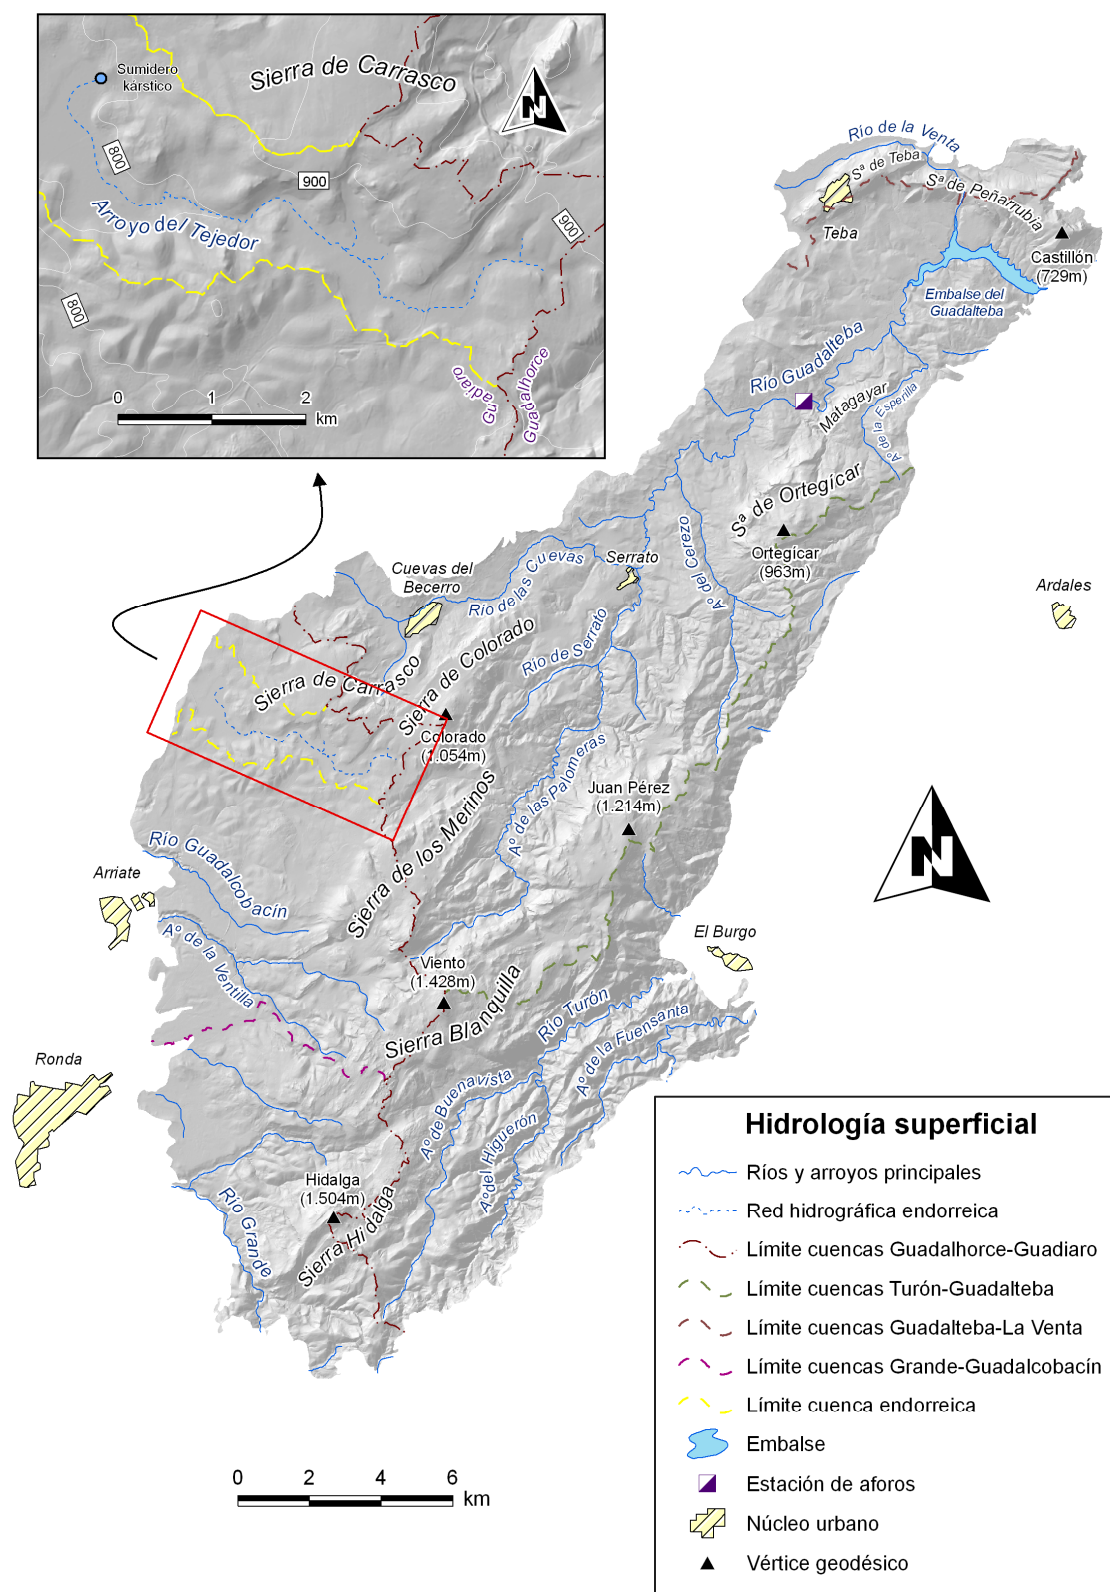 Sierra de Carrasco
Sumidero
kárstico
N
800
900
900
Arroyo del Tejedor
800
Guadiaro
Guadalhorce
0 1 2
km
Río de la Venta
Sª de Teba
Sª de Peñarrubia
Teba
Castillón
(729m)
Embalse del
Guadalteba
Río Guadalteba
Matagayar
Aº de la Esperilla
Sª de Ortegícar
Ortegícar
(963m)
Aº del Cerezo
Serrato
Cuevas del
Becerro
Río de las Cuevas
Ardales
Río de Serrato
Sierra de Colorado
Sierra de Carrasco
Colorado
(1.054m)
Aº de las Palomeras
Juan Pérez
(1.214m)
Sierra de los Merinos
Río Guadalcobacín
Arriate
Aº de la Ventilla
El Burgo
Viento
(1.428m)
Sierra Blanquilla
Río Turón
Aº de la Fuensanta
Ronda
Aº de Buenavista
Aº del Higuerón
Hidalga
(1.504m)
Sierra Hidalga
Río Grande
N
0 2 4 6
km
Hidrología superficial
Ríos y arroyos principales
Red hidrográfica endorreica
Límite cuencas Guadalhorce-Guadiaro
Límite cuencas Turón-Guadalteba
Límite cuencas Guadalteba-La Venta
Límite cuencas Grande-Guadalcobacín
Límite cuenca endorreica
Embalse
Estación de aforos
Núcleo urbano
Vértice geodésico